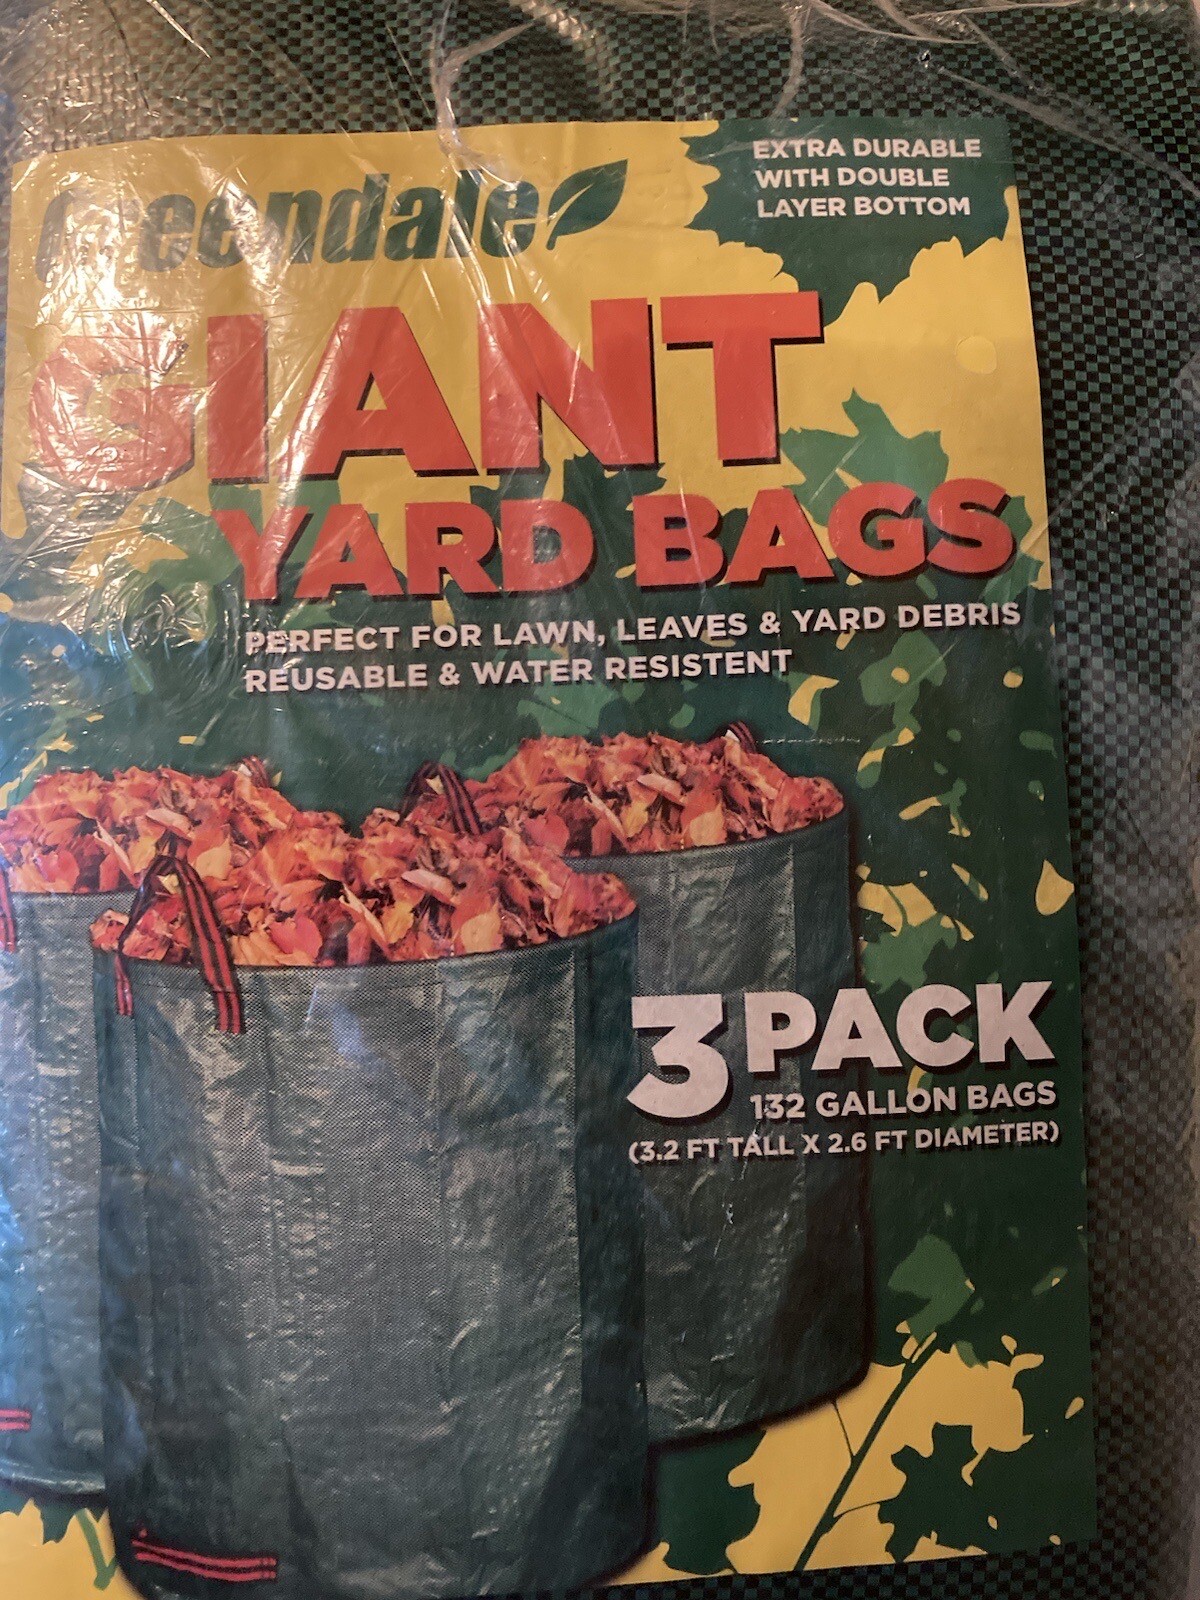 Greendale
EXTRA DURABLE
WITH DOUBLE
LAYER BOTTOM
GIANT
YARD BAGS
PERFECT FOR LAWN, LEAVES & YARD DEBRIS
REUSABLE & WATER RESISTENT
3 PACK
132 GALLON BAGS
(3.2 FT TALL X 2.6 FT DIAMETER)